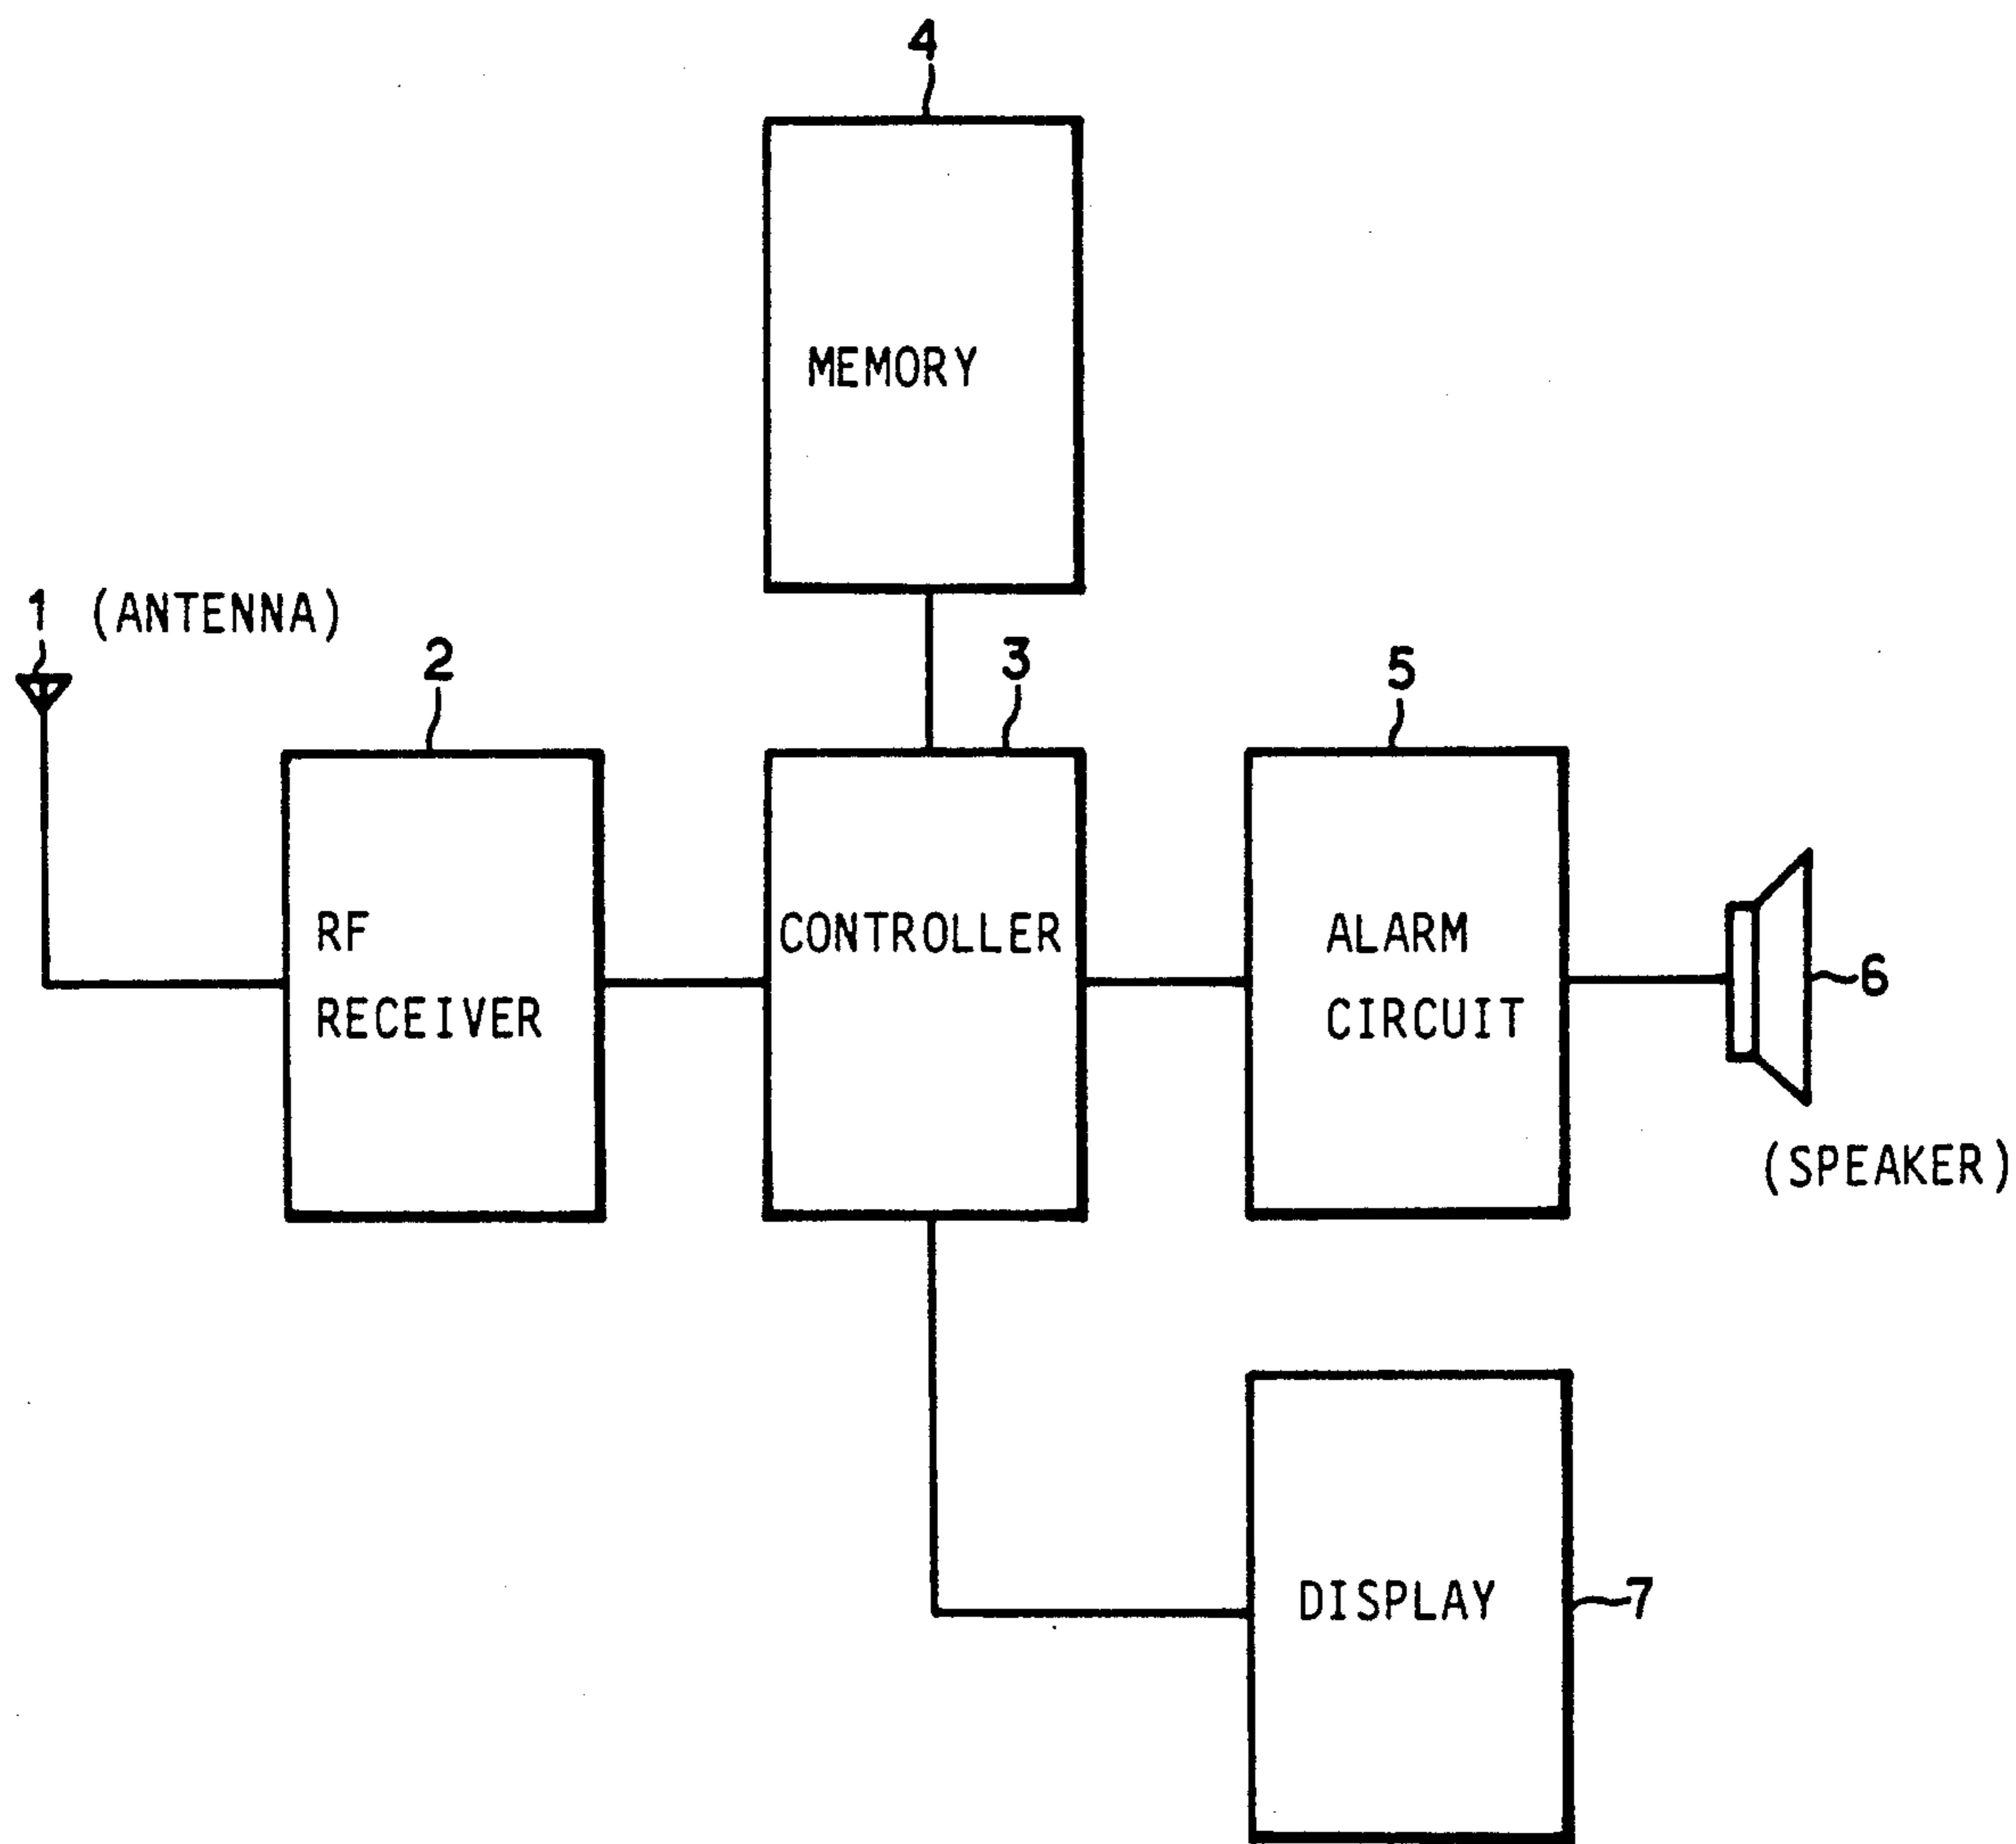 4
MEMORY
1 (ANTENNA)
2
3
5
RF
RECEIVER
CONTROLLER
ALARM
CIRCUIT
6
(SPEAKER)
DISPLAY
7